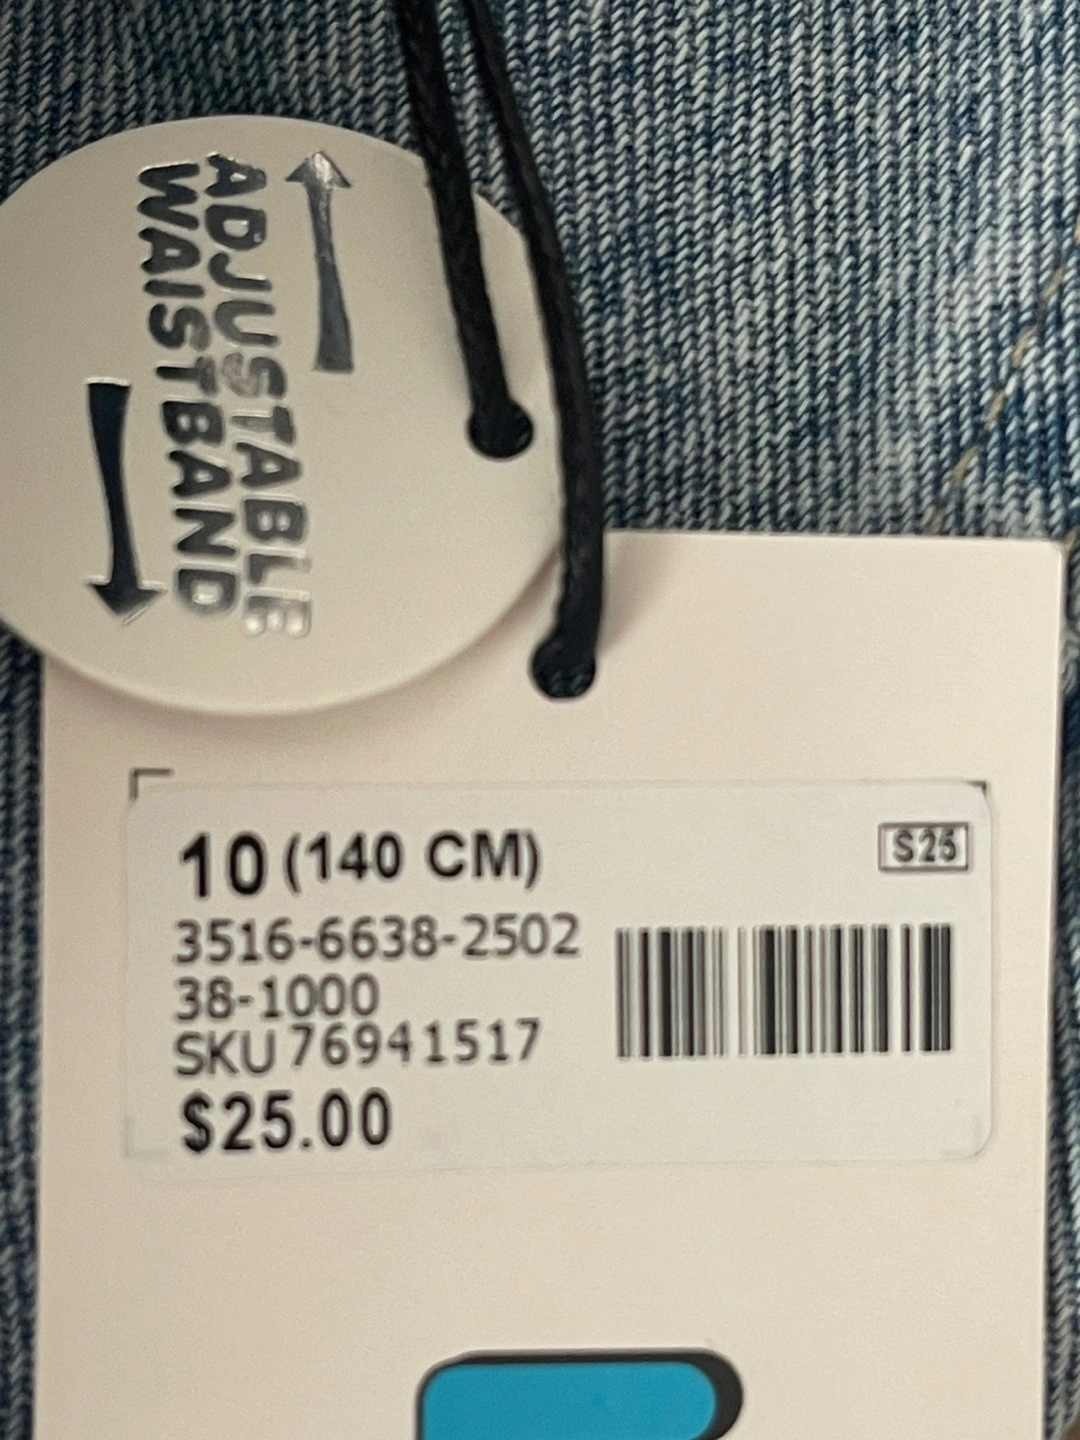 ADJUSTABLE
WAISTBAND
10 (140 CM)
S25
3516-6638-2502
38-1000
SKU 76941517
$25.00